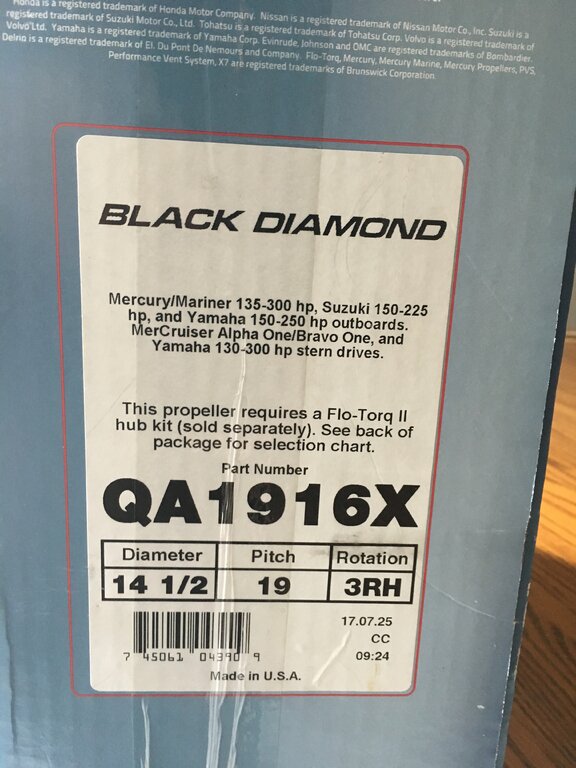 Honda is a registered trademark of Honda Motor Company. Nissan is a registered trademark of Nissan Motor Co., Inc. Suzuki is a
registered trademark of Suzuki Motor Co., Ltd. Tohatsu is a registered trademark of Tohatsu Corp. Volvo is a registered trademark of
Volvo Ltd. Yamaha is a registered trademark of Yamaha Corp. Evinrude, Johnson and OMC are registered trademarks of Bombardier.
Delrin is a registered trademark of El. Du Pont De Nemours and Company. Flo-Torq, Mercury, Mercury Marine, Mercury Propellers, PVS,
Performance Vent System, X7 are registered trademarks of Brunswick Corporation.
BLACK DIAMOND
Mercury/Mariner 135-300 hp, Suzuki 150-225
hp, and Yamaha 150-250 hp outboards.
MerCruiser Alpha One/Bravo One, and
Yamaha 130-300 hp stern drives.
This propeller requires a Flo-Torq II
hub kit (sold separately). See back of
package for selection chart.
Part Number
QA1916X
Diameter Pitch Rotation
14 1/2 19 3RH
17.07.25
CC
09:24
7 45061 04390 9
Made in U.S.A.